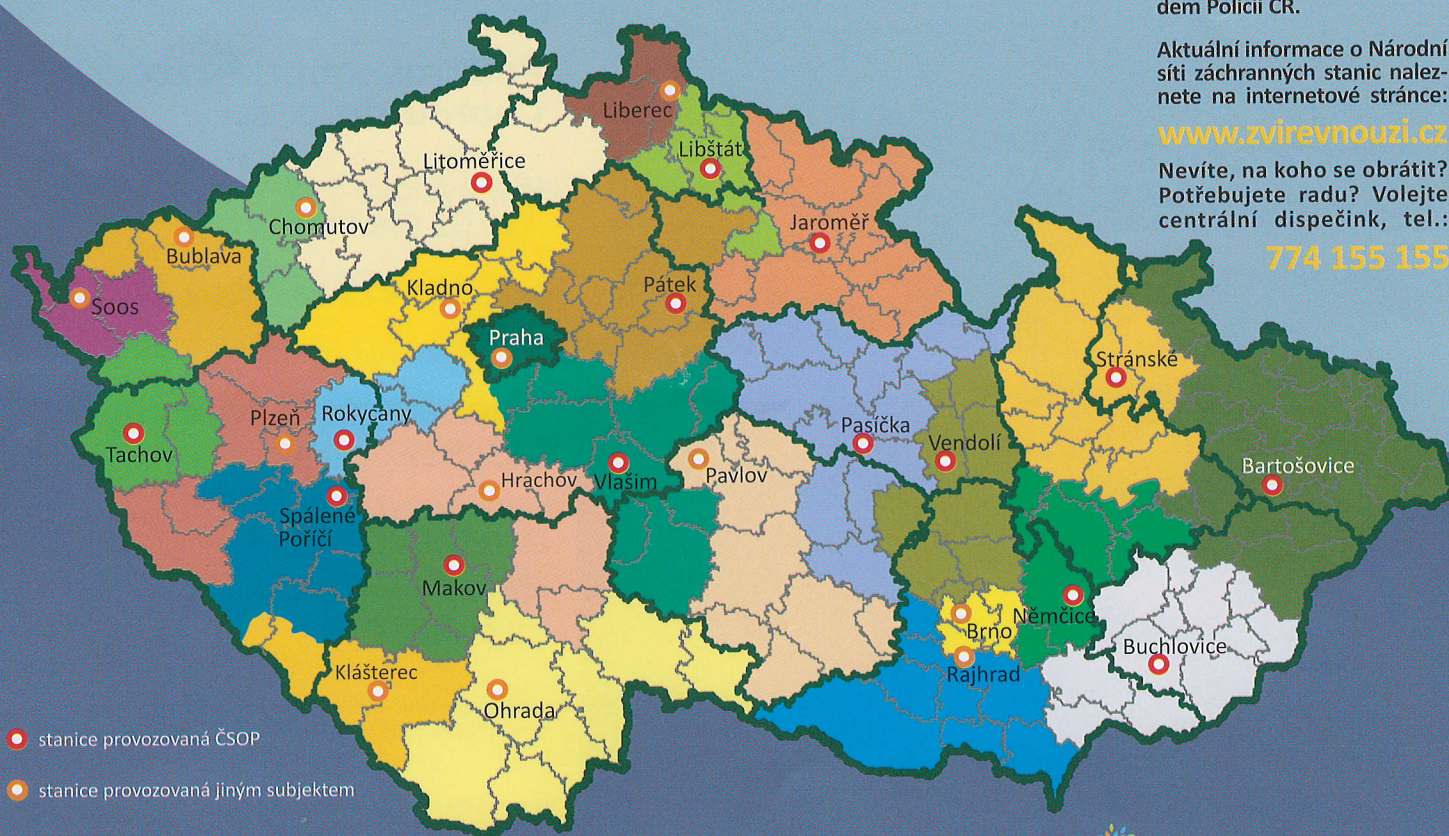 dem Policií ČR.
Aktuální informace o Národní
síti záchranných stanic nalez-
nete na internetové stránce:
www.zvirevnouzi.cz
Nevíte, na koho se obrátit?
Potřebujete radu? Volejte
centrální dispečink, tel.:
774 155 155
Liberec
Libštát
Litoměřice
Chomutov
Jaroměř
Bublava
Soos
Kladno
Pátek
Praha
Stránské
Plzeň
Rokycany
Tachov
Pasíčka
Vendolí
Hrachov
Vlašim
Pavlov
Bartošovice
Spálené
Poříčí
Makov
Němčice
Brno
Buchlovice
Klášterec
Rajhrad
Ohrada
stanice provozovaná ČSOP
stanice provozovaná jiným subjektem